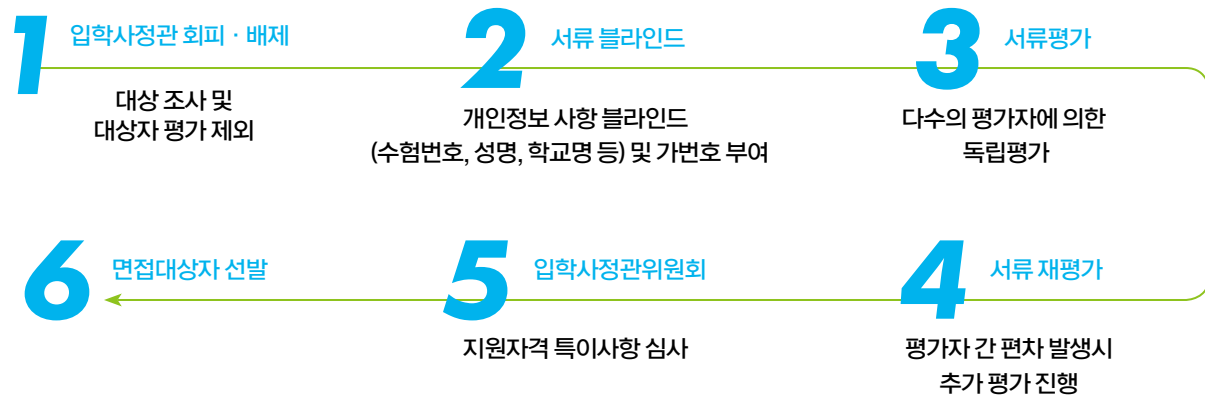 1 입학사정관 회피 · 배제
대상 조사 및
대상자 평가 제외
2 서류 블라인드
개인정보 사항 블라인드
(수험번호, 성명, 학교명 등) 및 가번호 부여
3 서류평가
다수의 평가자에 의한
독립평가
4 서류 재평가
평가자 간 편차 발생시
추가 평가 진행
5 입학사정관위원회
지원자격 특이사항 심사
6 면접대상자 선발